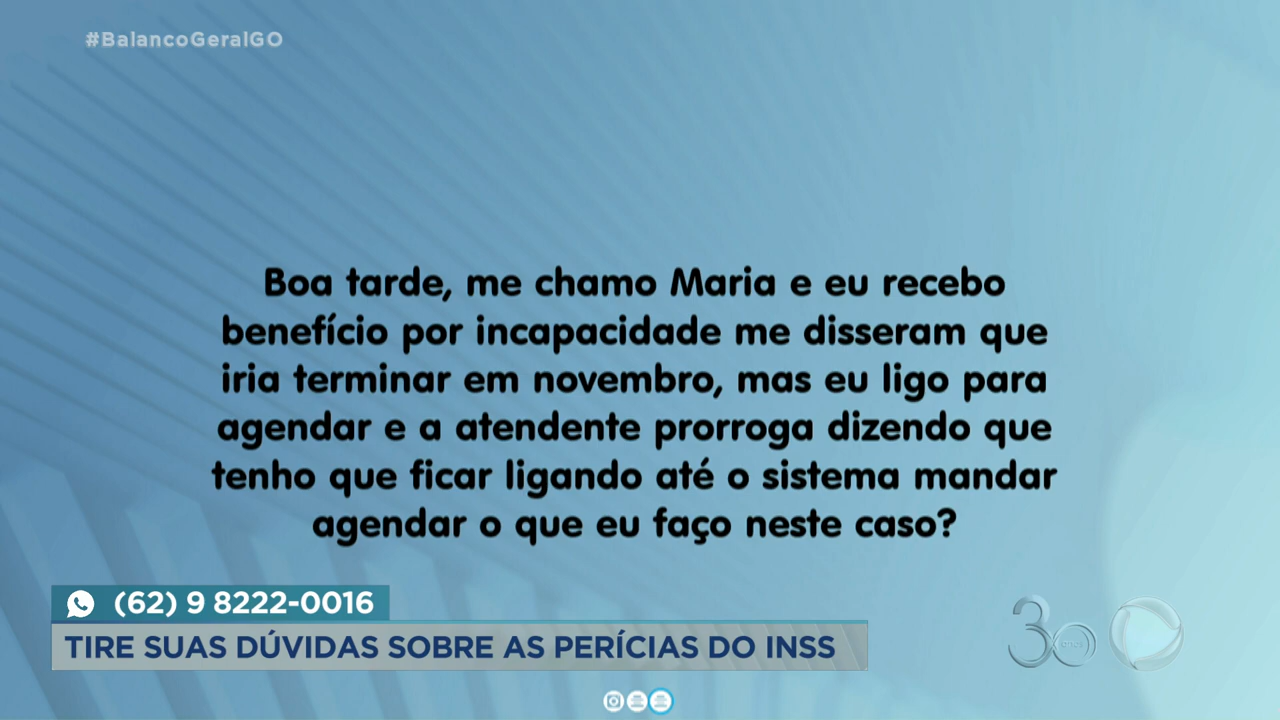 #BalancoGeralGO
Boa tarde, me chamo Maria e eu recebo
benefício por incapacidade me disseram que
iria terminar em novembro, mas eu ligo para
agendar e a atendente prorroga dizendo que
tenho que ficar ligando até o sistema mandar
agendar o que eu faço neste caso?
(62) 9 8222-0016
TIRE SUAS DÚVIDAS SOBRE AS PERÍCIAS DO INSS
30